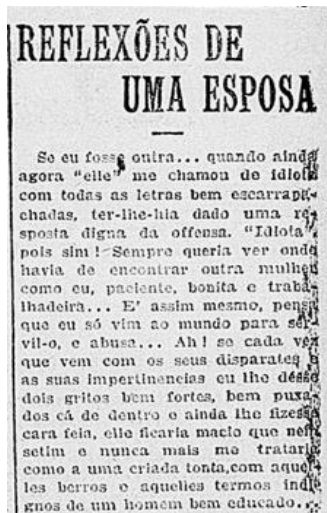 REFLEXÕES DE
UMA ESPOSA
Se eu fosse outra... quando ainda
agora "elle" me chamou de idiota
com todas as letras bem escarrapa-
chadas, ter-lhe-hia dado uma re-
sposta digna da offensa. "Idiota",
pois sim! Sempre queria ver onde
havia de encontrar outra mulher
como eu, paciente, bonita e traba-
lhadeira... E' assim mesmo, pensa
que eu só vim ao mundo para ser-
vil-o, e abusa... Ah! se cada vez
que vem com os seus disparates e
as suas impertinencias eu lhe désse
dois gritos bem fortes, bem puxa-
dos cá de dentro e ainda lhe fizesse
cara feia, elle ficaria macio que nem
setim e nunca mais me trataria
como a uma criada tonta,com aquel-
les berros e aquelles termos indi-
gnos de um homem bem educado...